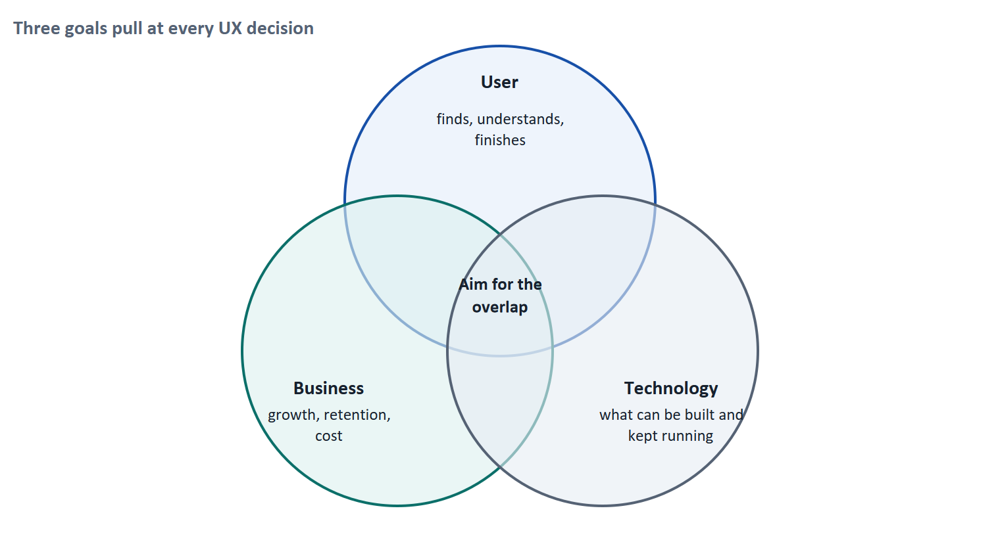 Three goals pull at every UX decision
User
finds, understands,
finishes
Aim for the
overlap
Business
growth, retention,
cost
Technology
what can be built and
kept running